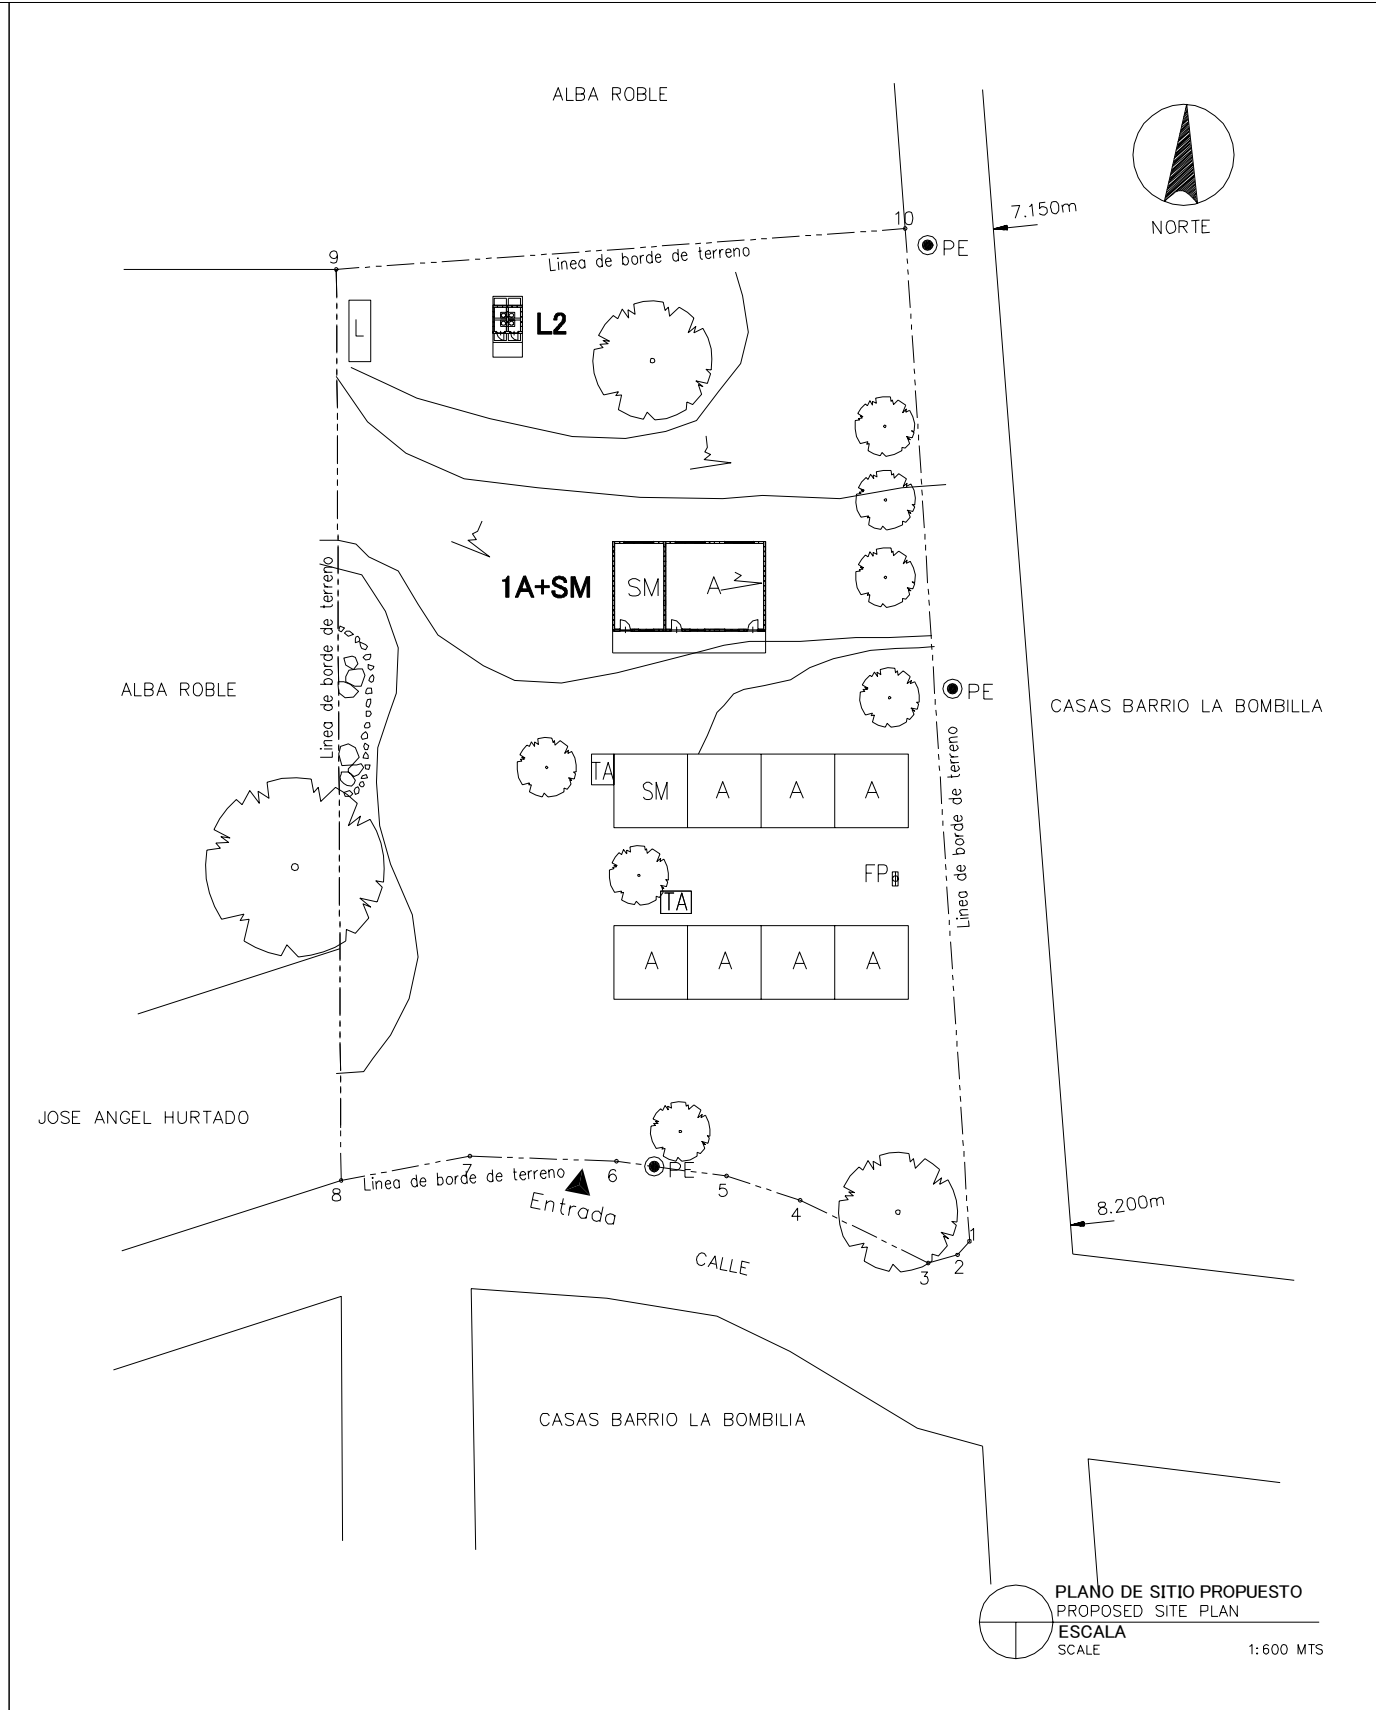 ALBA ROBLE
NORTE
7.150m
10
PE
9
Linea de borde de terreno
L
L2
1A+SM
SM
A
Linea de borde de terreno
ALBA ROBLE
PE
CASAS BARRIO LA BOMBILLA
Linea de borde de terreno
TA
SM
A
A
A
FP
TA
A
A
A
A
JOSE ANGEL HURTADO
7
6
PE
5
Linea de borde de terreno
8
Entrada
4
8.200m
1
2
3
CALLE
CASAS BARRIO LA BOMBILIA
PLANO DE SITIO PROPUESTO
PROPOSED SITE PLAN
ESCALA
SCALE 1:600 MTS